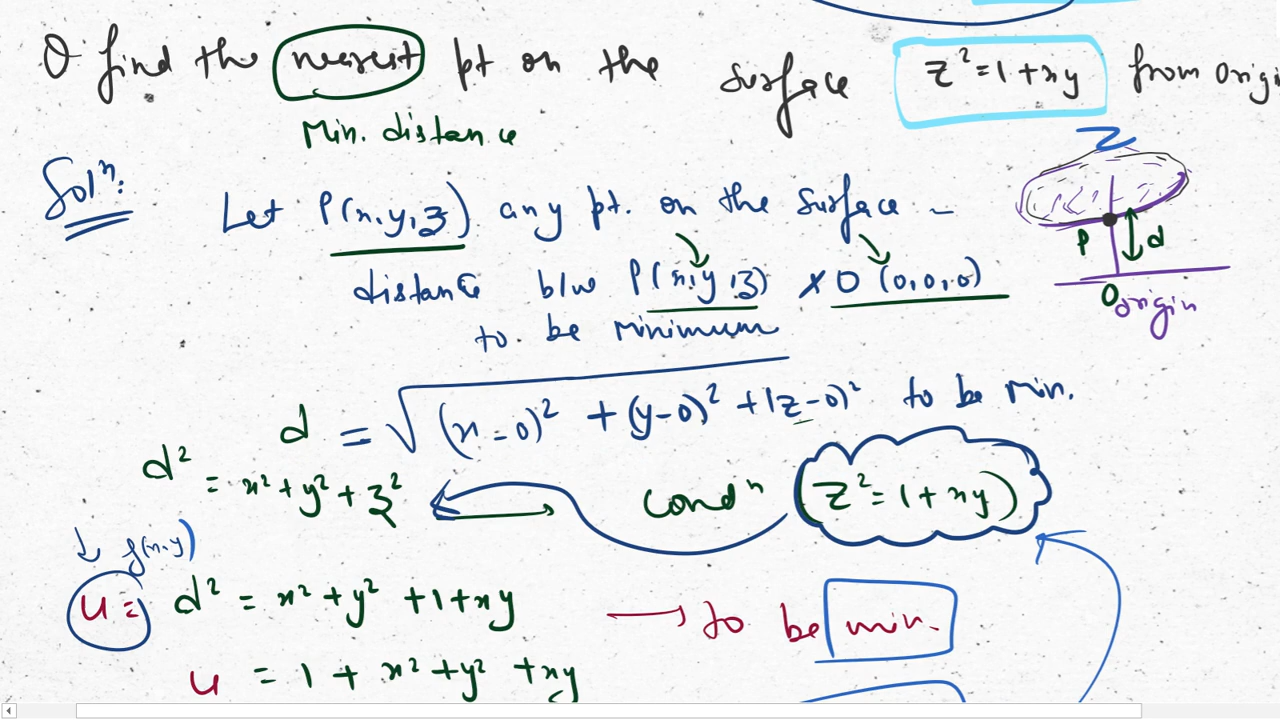 Q find the nearest pt on the surface z²=1+xy from origi
Min. distance
Solⁿ:
Let P(x,y,z) any pt. on the surface –
distance b/w P(x,y,z) & O (0,0,0)
to be minimum
z
P
d
O
origin
d = √(x-0)² + (y-0)² + (z-0)² to be min.
d² = x² + y² + z²
condⁿ (z² = 1 + xy)
↓ f(x,y)
u = d² = x² + y² + 1 + xy → to be min.
u = 1 + x² + y² + xy